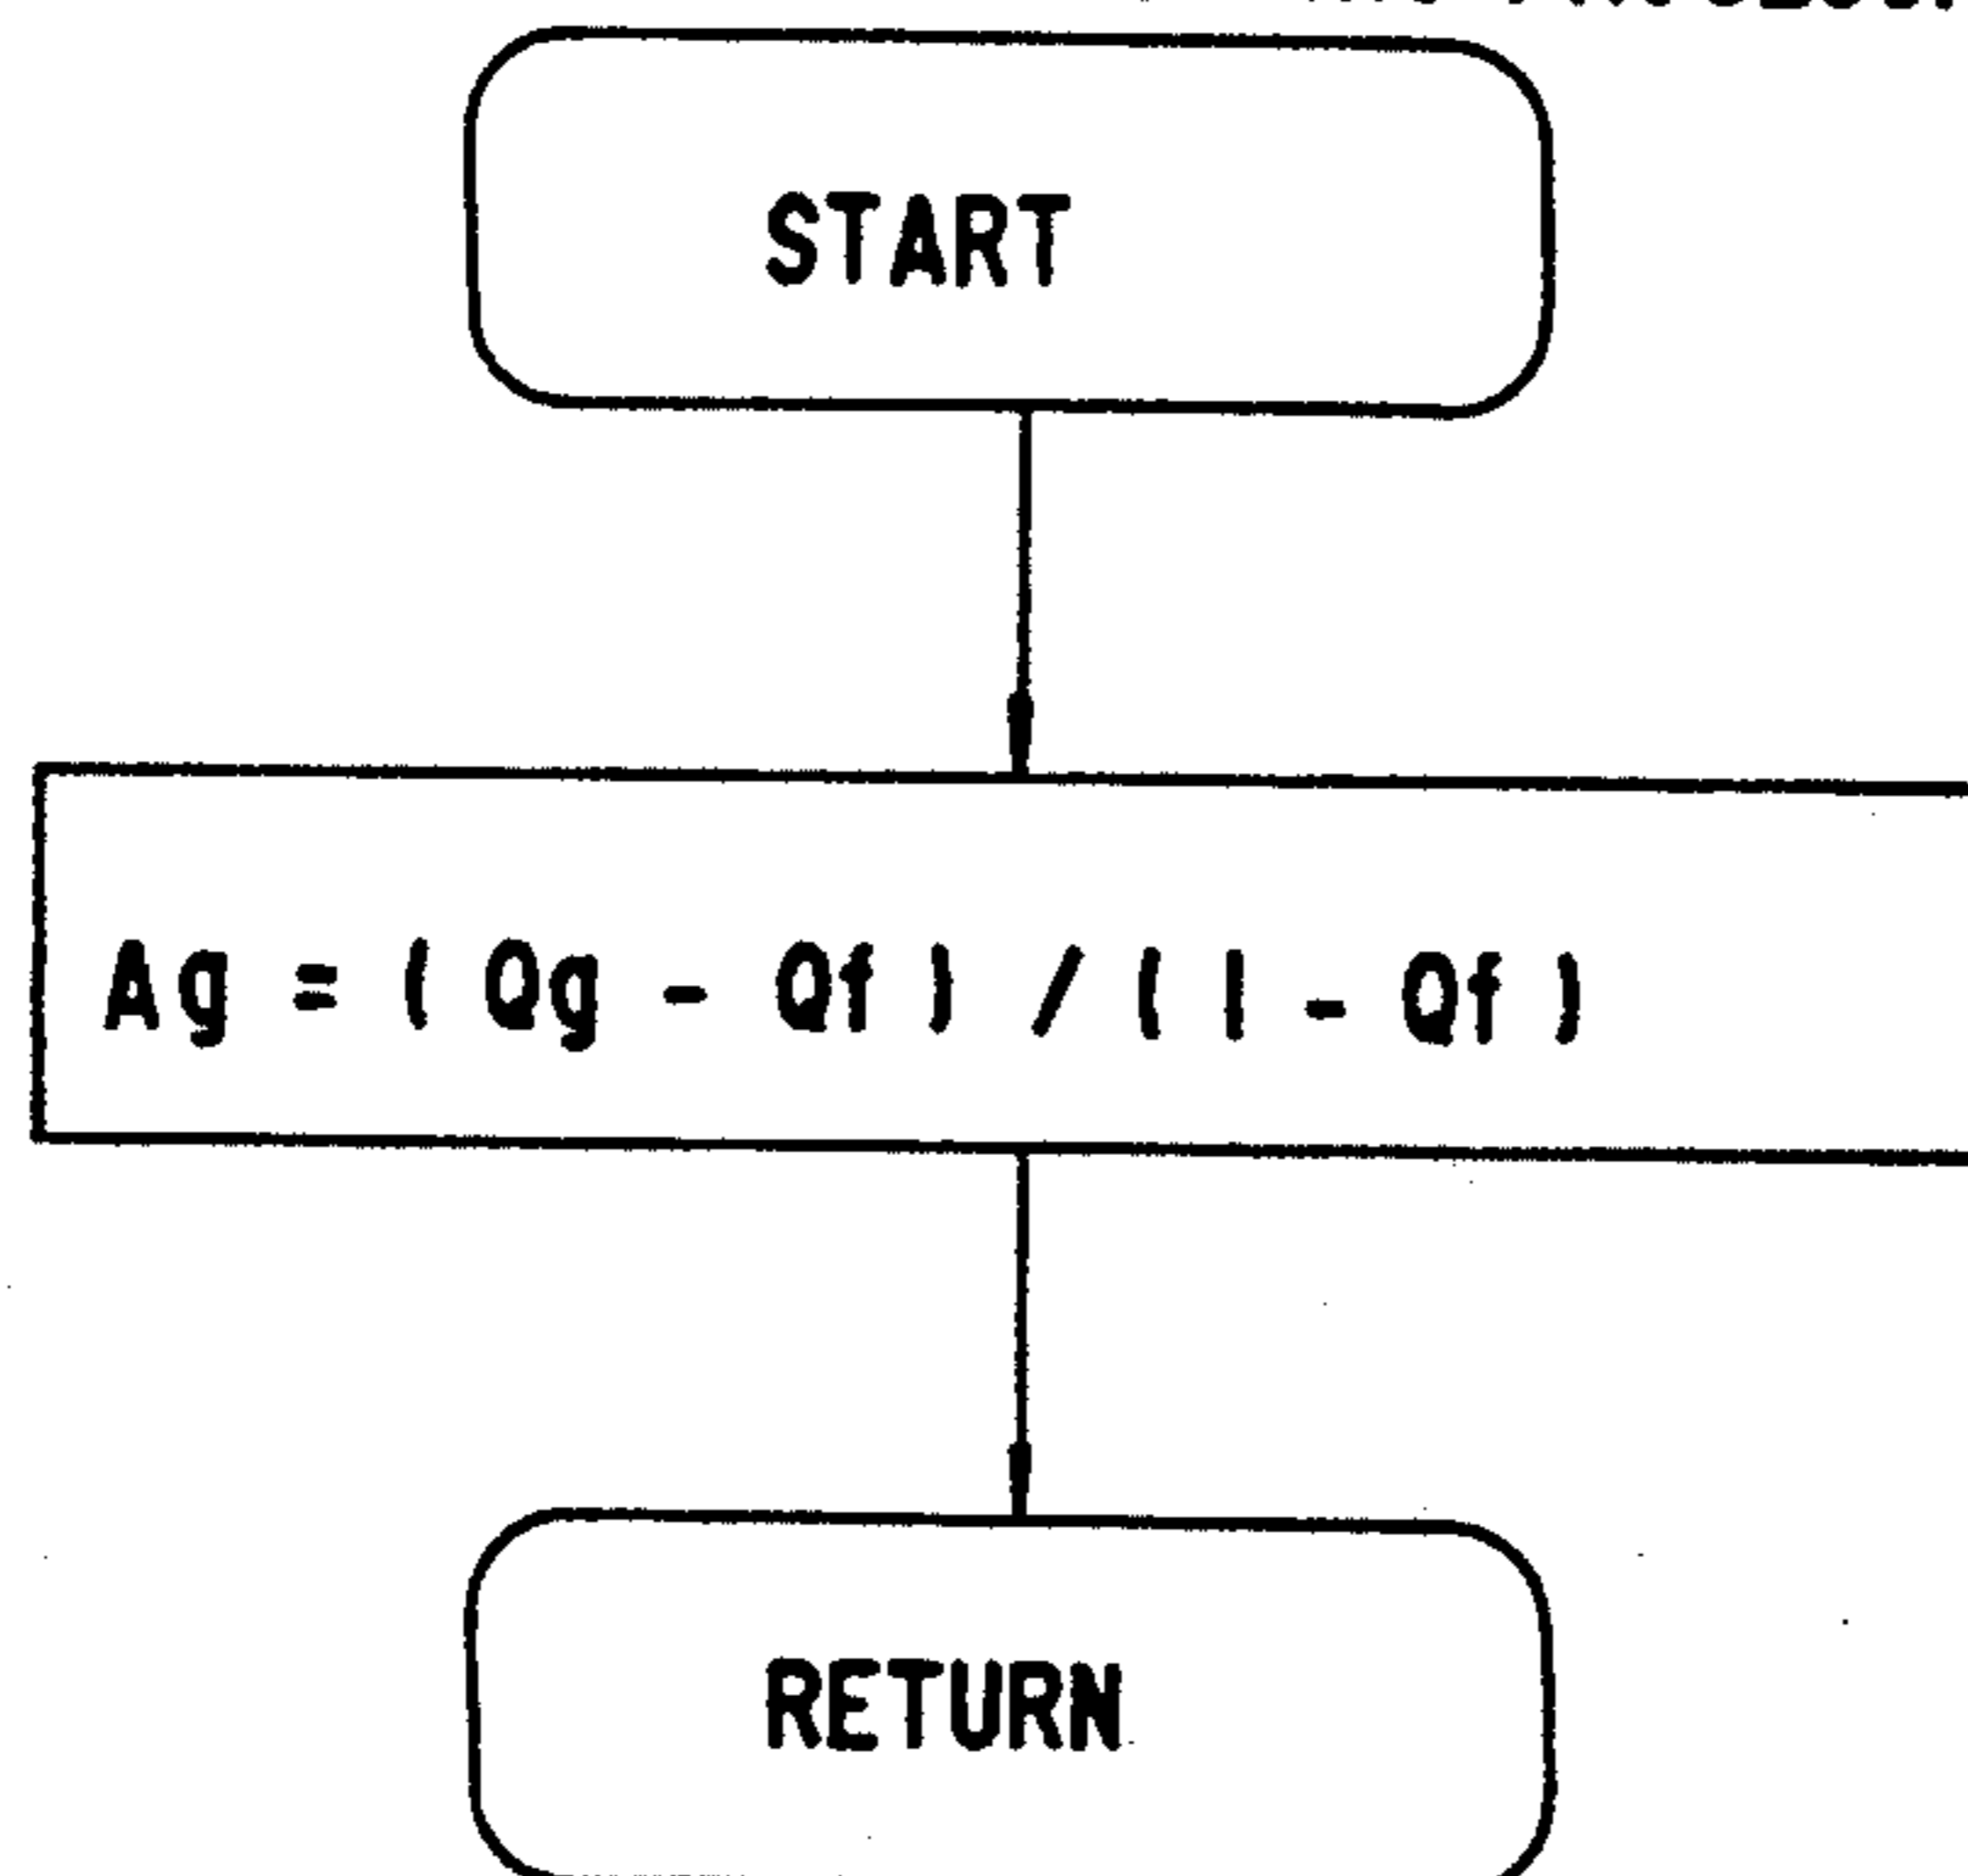 START
Ag = ( Qg - Qf ) / ( 1 - Qf )
RETURN